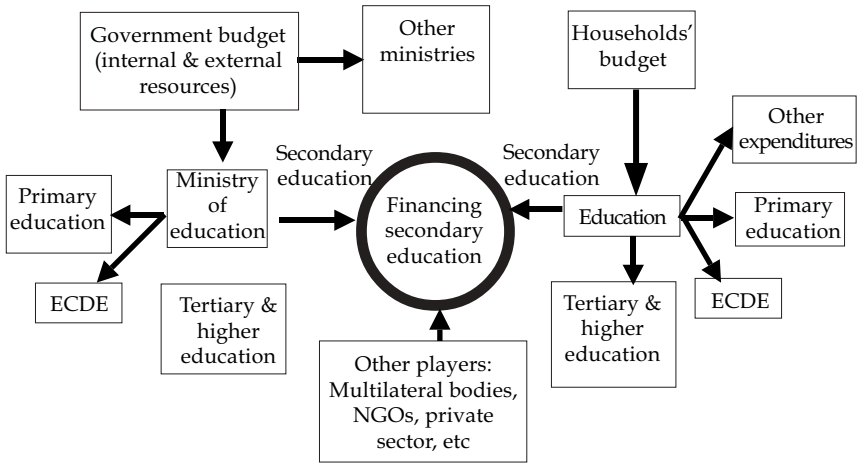 Government budget
(internal & external
resources)
Other
ministries
Households’
budget
Other
expenditures
Secondary
education
Secondary
education
Primary
education
Ministry
of
education
Financing
secondary
education
Education
Primary
education
ECDE
Tertiary &
higher
education
Tertiary &
higher
education
ECDE
Other players:
Multilateral bodies,
NGOs, private
sector, etc